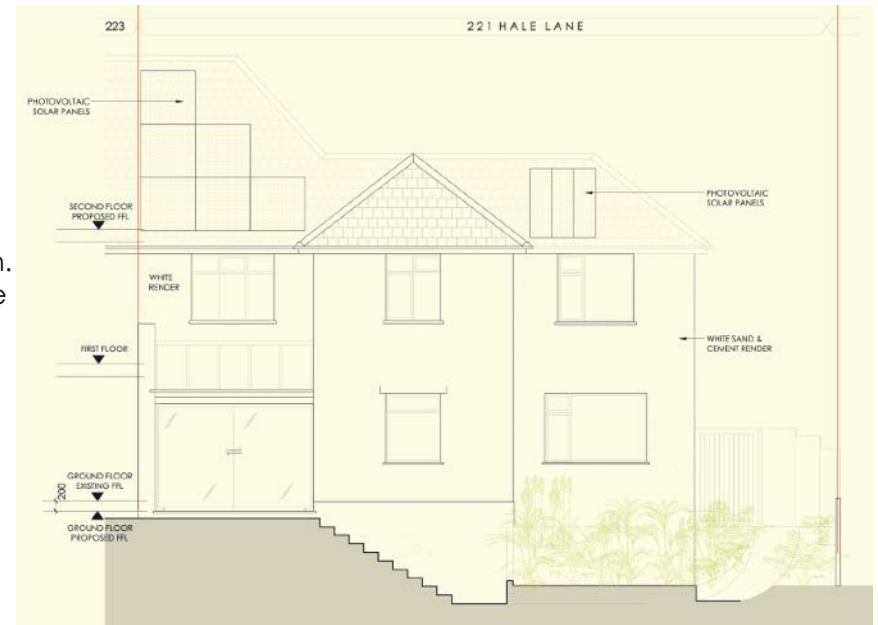 223
221 HALE LANE
PHOTOVOLTAIC
SOLAR PANELS
PHOTOVOLTAIC
SOLAR PANELS
SECOND FLOOR
PROPOSED FFL
n.
e
WHITE
RENDER
WHITE SAND &
CEMENT RENDER
FIRST FLOOR
GROUND FLOOR
EXISTING FFL
200
GROUND FLOOR
PROPOSED FFL